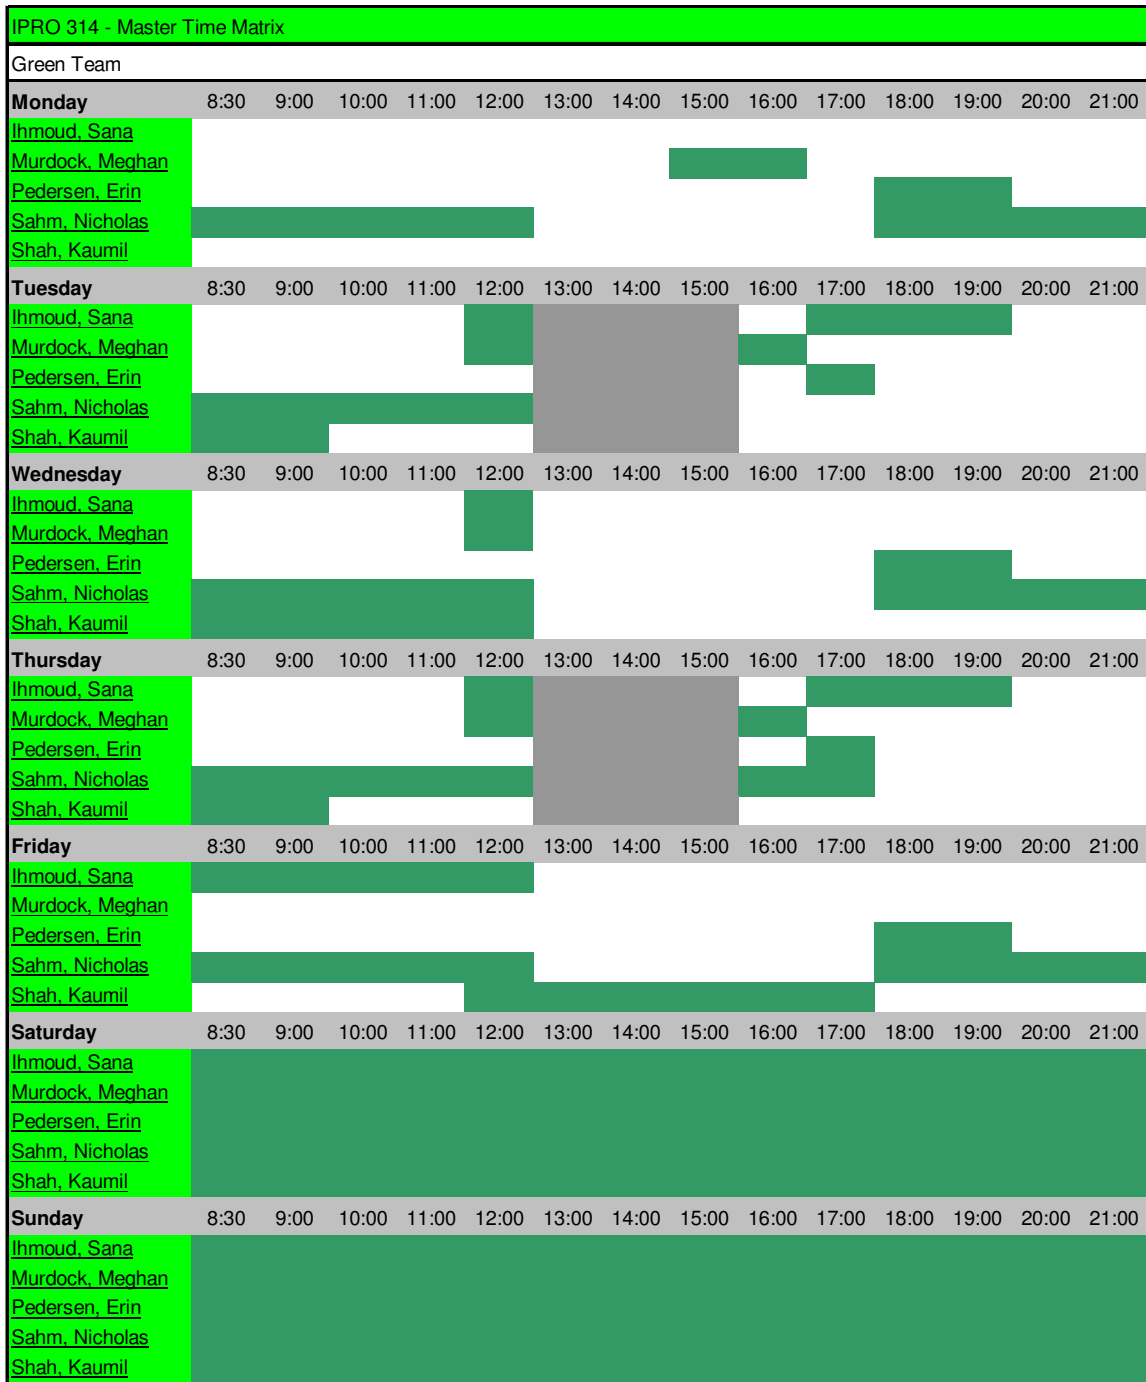 IPRO 314 - Master Time Matrix
Green Team
Monday 8:30 9:00 10:00 11:00 12:00 13:00 14:00 15:00 16:00 17:00 18:00 19:00 20:00 21:00
Ihmoud, Sana
Murdock, Meghan
Pedersen, Erin
Sahm, Nicholas
Shah, Kaumil
Tuesday 8:30 9:00 10:00 11:00 12:00 13:00 14:00 15:00 16:00 17:00 18:00 19:00 20:00 21:00
Ihmoud, Sana
Murdock, Meghan
Pedersen, Erin
Sahm, Nicholas
Shah, Kaumil
Wednesday 8:30 9:00 10:00 11:00 12:00 13:00 14:00 15:00 16:00 17:00 18:00 19:00 20:00 21:00
Ihmoud, Sana
Murdock, Meghan
Pedersen, Erin
Sahm, Nicholas
Shah, Kaumil
Thursday 8:30 9:00 10:00 11:00 12:00 13:00 14:00 15:00 16:00 17:00 18:00 19:00 20:00 21:00
Ihmoud, Sana
Murdock, Meghan
Pedersen, Erin
Sahm, Nicholas
Shah, Kaumil
Friday 8:30 9:00 10:00 11:00 12:00 13:00 14:00 15:00 16:00 17:00 18:00 19:00 20:00 21:00
Ihmoud, Sana
Murdock, Meghan
Pedersen, Erin
Sahm, Nicholas
Shah, Kaumil
Saturday 8:30 9:00 10:00 11:00 12:00 13:00 14:00 15:00 16:00 17:00 18:00 19:00 20:00 21:00
Ihmoud, Sana
Murdock, Meghan
Pedersen, Erin
Sahm, Nicholas
Shah, Kaumil
Sunday 8:30 9:00 10:00 11:00 12:00 13:00 14:00 15:00 16:00 17:00 18:00 19:00 20:00 21:00
Ihmoud, Sana
Murdock, Meghan
Pedersen, Erin
Sahm, Nicholas
Shah, Kaumil